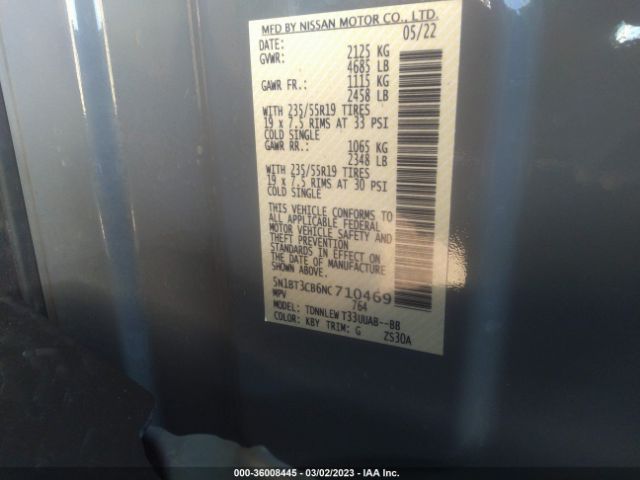 MFD BY NISSAN MOTOR CO., LTD.
DATE: 05/22
GVWR: 2125 KG
4685 LB
GAWR FR.: 1115 KG
2458 LB
WITH 235/55R19 TIRES
19 x 7.5 RIMS AT 33 PSI
COLD SINGLE
GAWR RR.: 1065 KG
2348 LB
WITH 235/55R19 TIRES
19 x 7.5 RIMS AT 30 PSI
COLD SINGLE
THIS VEHICLE CONFORMS TO
ALL APPLICABLE FEDERAL
MOTOR VEHICLE SAFETY AND
THEFT PREVENTION
STANDARDS IN EFFECT ON
THE DATE OF MANUFACTURE
SHOWN ABOVE.
5N1BT3CB6NC710469
MPV 764
MODEL: TDNNLEW T33UUAB--BB
COLOR: KBY TRIM: G ZS30A
000-36008445 - 03/02/2023 - IAA Inc.